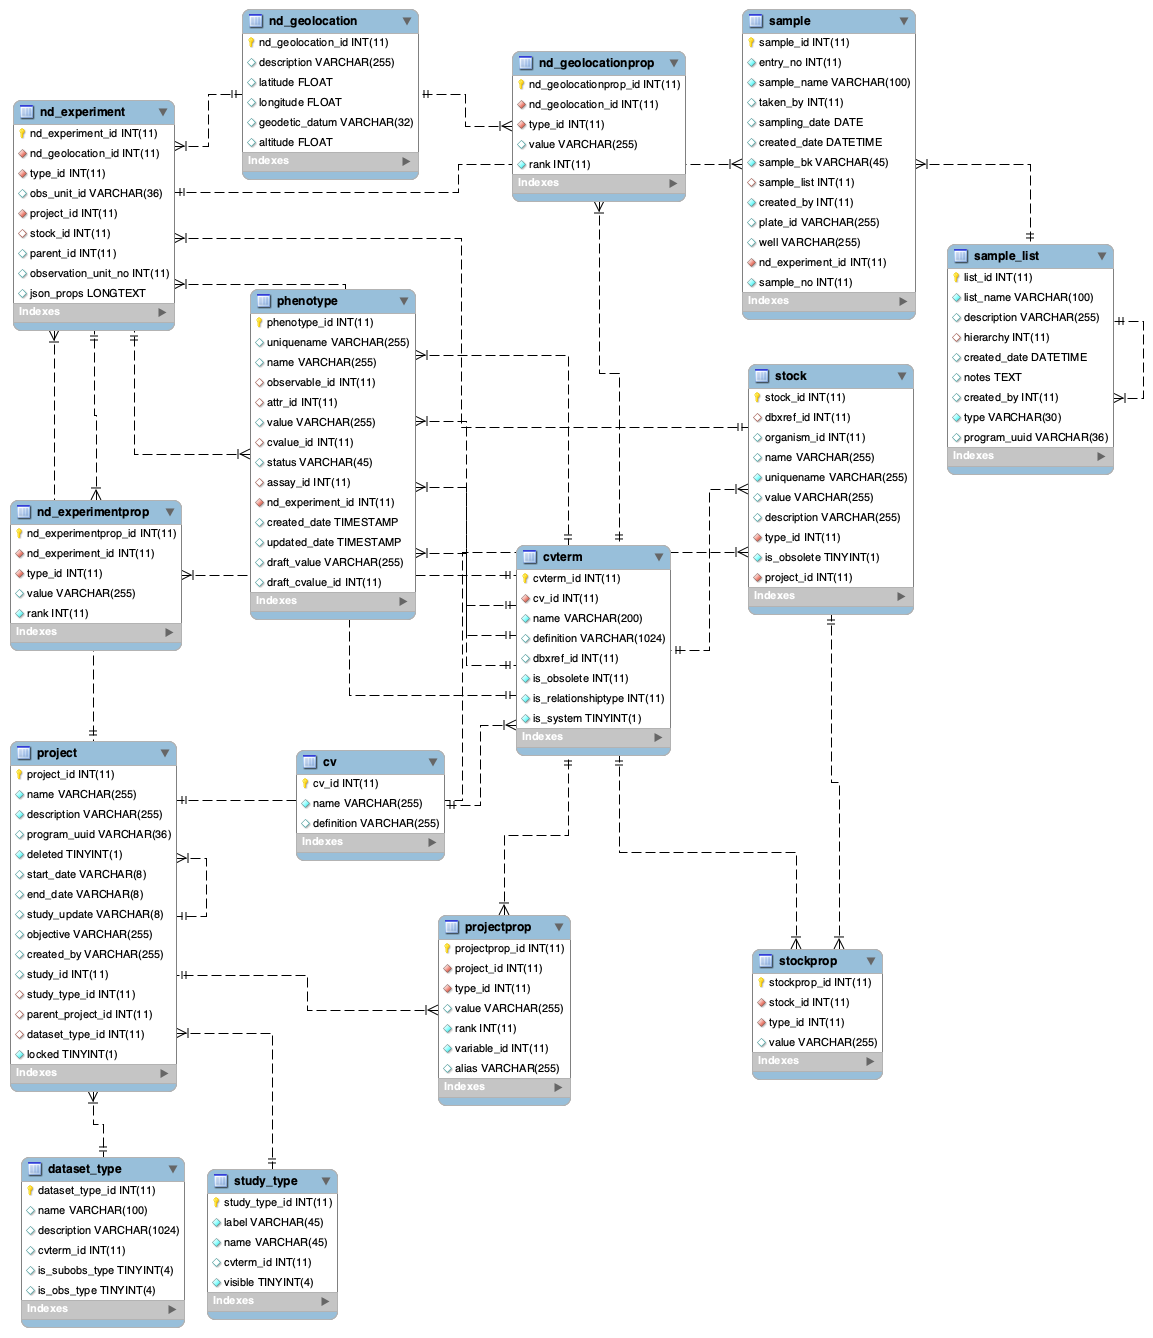 nd_geolocation
nd_geolocation_id INT(11)
description VARCHAR(255)
latitude FLOAT
longitude FLOAT
geodetic_datum VARCHAR(32)
altitude FLOAT
Indexes
nd_geolocationprop
nd_geolocationprop_id INT(11)
nd_geolocation_id INT(11)
type_id INT(11)
value VARCHAR(255)
rank INT(11)
Indexes
sample
sample_id INT(11)
entry_no INT(11)
sample_name VARCHAR(100)
taken_by INT(11)
sampling_date DATE
created_date DATETIME
sample_bk VARCHAR(45)
sample_list INT(11)
created_by INT(11)
plate_id VARCHAR(255)
well VARCHAR(255)
nd_experiment_id INT(11)
sample_no INT(11)
Indexes
nd_experiment
nd_experiment_id INT(11)
nd_geolocation_id INT(11)
type_id INT(11)
obs_unit_id VARCHAR(36)
project_id INT(11)
stock_id INT(11)
parent_id INT(11)
observation_unit_no INT(11)
json_props LONGTEXT
Indexes
sample_list
list_id INT(11)
list_name VARCHAR(100)
description VARCHAR(255)
hierarchy INT(11)
created_date DATETIME
notes TEXT
created_by INT(11)
type VARCHAR(30)
program_uuid VARCHAR(36)
Indexes
phenotype
phenotype_id INT(11)
uniquename VARCHAR(255)
name VARCHAR(255)
observable_id INT(11)
attr_id INT(11)
value VARCHAR(255)
cvalue_id INT(11)
status VARCHAR(45)
assay_id INT(11)
nd_experiment_id INT(11)
created_date TIMESTAMP
updated_date TIMESTAMP
draft_value VARCHAR(255)
draft_cvalue_id INT(11)
Indexes
stock
stock_id INT(11)
dbxref_id INT(11)
organism_id INT(11)
name VARCHAR(255)
uniquename VARCHAR(255)
value VARCHAR(255)
description VARCHAR(255)
type_id INT(11)
is_obsolete TINYINT(1)
project_id INT(11)
Indexes
nd_experimentprop
nd_experimentprop_id INT(11)
nd_experiment_id INT(11)
type_id INT(11)
value VARCHAR(255)
rank INT(11)
Indexes
cvterm
cvterm_id INT(11)
cv_id INT(11)
name VARCHAR(200)
definition VARCHAR(1024)
dbxref_id INT(11)
is_obsolete INT(11)
is_relationshiptype INT(11)
is_system TINYINT(1)
Indexes
project
project_id INT(11)
name VARCHAR(255)
description VARCHAR(255)
program_uuid VARCHAR(36)
deleted TINYINT(1)
start_date VARCHAR(8)
end_date VARCHAR(8)
study_update VARCHAR(8)
objective VARCHAR(255)
created_by VARCHAR(255)
study_id INT(11)
study_type_id INT(11)
parent_project_id INT(11)
dataset_type_id INT(11)
locked TINYINT(1)
Indexes
cv
cv_id INT(11)
name VARCHAR(255)
definition VARCHAR(255)
Indexes
projectprop
projectprop_id INT(11)
project_id INT(11)
type_id INT(11)
value VARCHAR(255)
rank INT(11)
variable_id INT(11)
alias VARCHAR(255)
Indexes
stockprop
stockprop_id INT(11)
stock_id INT(11)
type_id INT(11)
value VARCHAR(255)
Indexes
dataset_type
dataset_type_id INT(11)
name VARCHAR(100)
description VARCHAR(1024)
cvterm_id INT(11)
is_subobs_type TINYINT(4)
is_obs_type TINYINT(4)
Indexes
study_type
study_type_id INT(11)
label VARCHAR(45)
name VARCHAR(45)
cvterm_id INT(11)
visible TINYINT(4)
Indexes